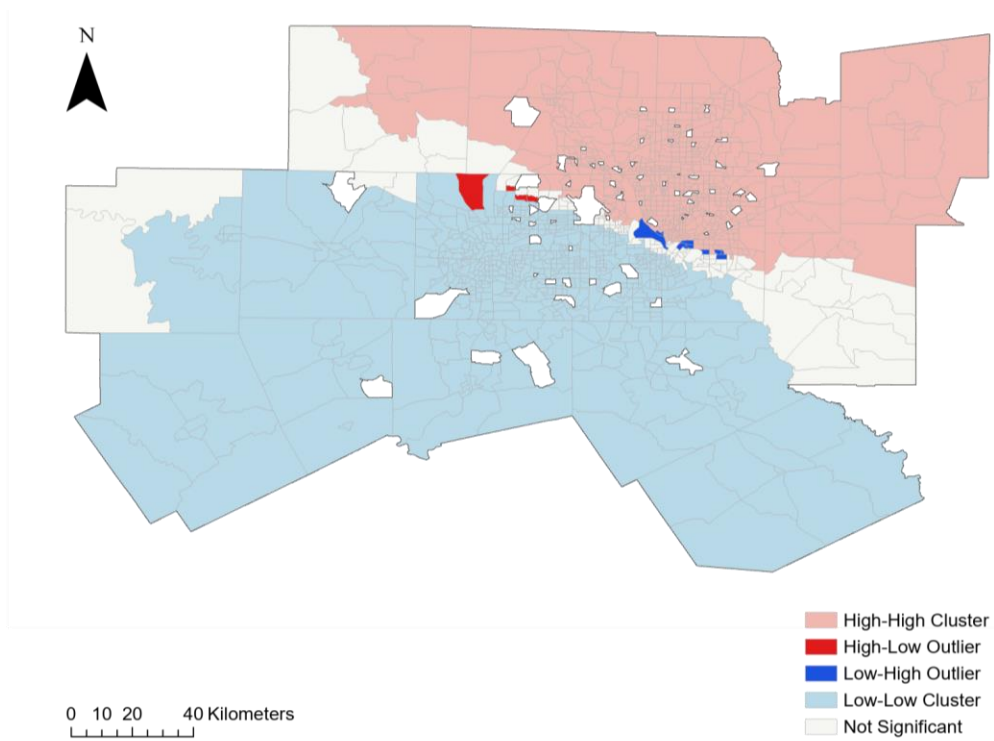 N
High-High Cluster
High-Low Outlier
Low-High Outlier
Low-Low Cluster
Not Significant
0 10 20 40 Kilometers